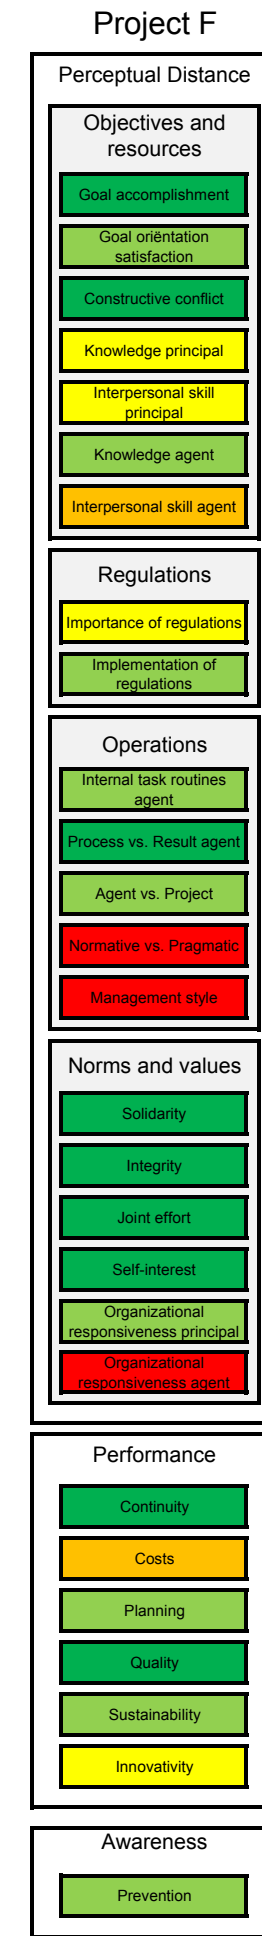 Project F
Perceptual Distance
Objectives and
resources
Goal accomplishment
Goal oriëntation
satisfaction
Constructive conflict
Knowledge principal
Interpersonal skill
principal
Knowledge agent
Interpersonal skill agent
Regulations
Importance of regulations
Implementation of
regulations
Operations
Internal task routines
agent
Process vs. Result agent
Agent vs. Project
Normative vs. Pragmatic
Management style
Norms and values
Solidarity
Integrity
Joint effort
Self-interest
Organizational
responsiveness principal
Organizational
responsiveness agent
Performance
Continuity
Costs
Planning
Quality
Sustainability
Innovativity
Awareness
Prevention